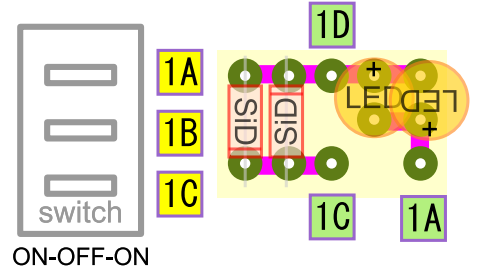 1D
1A
1B
1C
switch
ON-OFF-ON
+
LED
LED
+
SiD
SiD
1C
1A